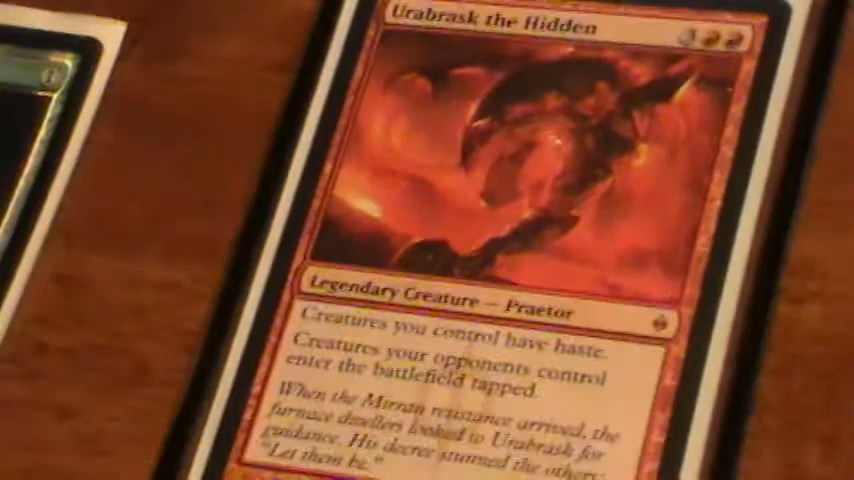 Urabrask the Hidden
Legendary Creature — Praetor
Creatures you control have haste.
Creatures your opponents control
enter the battlefield tapped.
When the Mirran resistance arrived, the
furnace dwellers looked to Urabrask for
guidance. His decree stunned the others:
"Let them be."